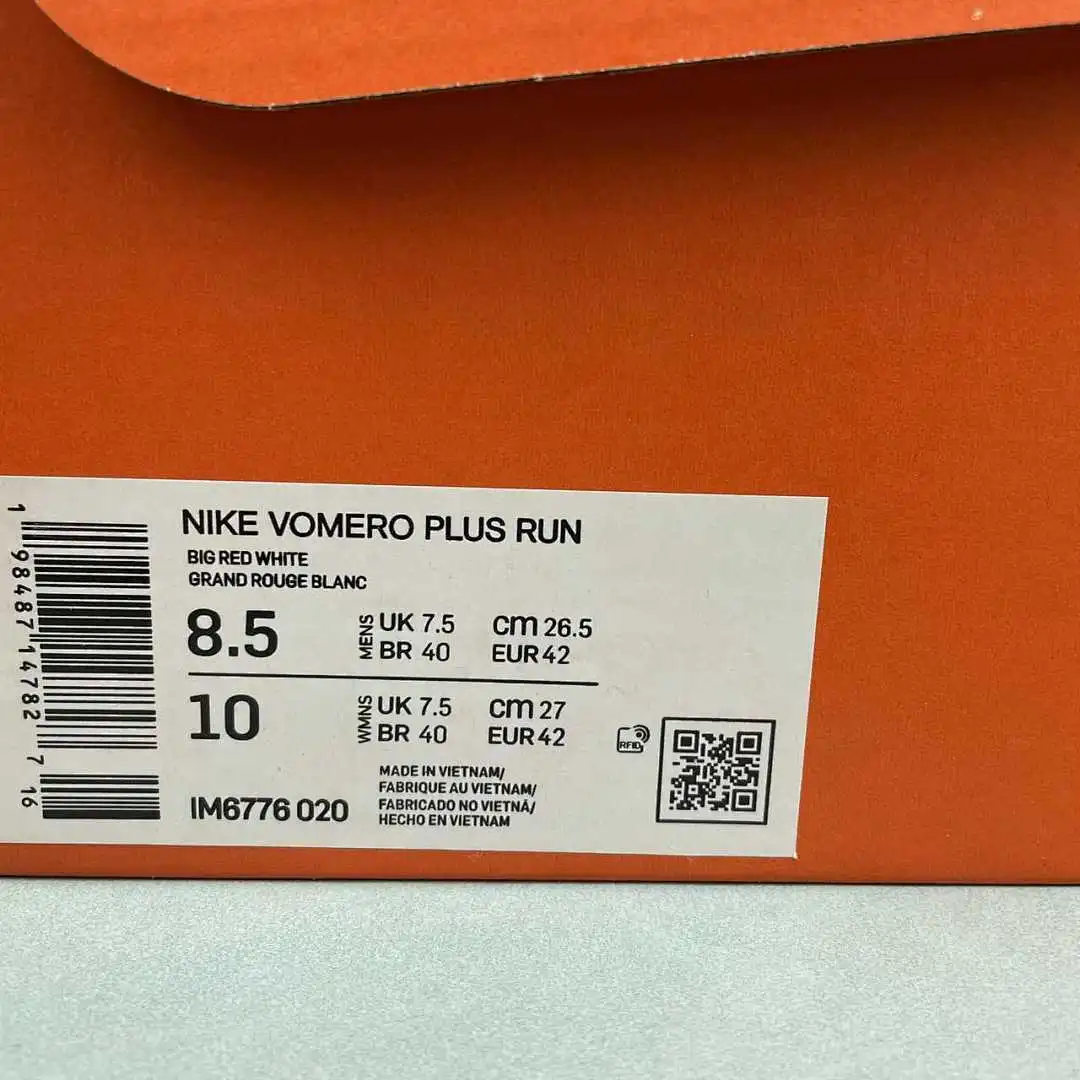 1 98487 14782 7 16
NIKE VOMERO PLUS RUN
BIG RED WHITE
GRAND ROUGE BLANC
8.5 MENS UK 7.5 cm 26.5
BR 40 EUR 42
10 WMNS UK 7.5 cm 27
BR 40 EUR 42
RFID
MADE IN VIETNAM/
FABRIQUE AU VIETNAM/
FABRICADO NO VIETNÃ/
HECHO EN VIETNAM
IM6776 020